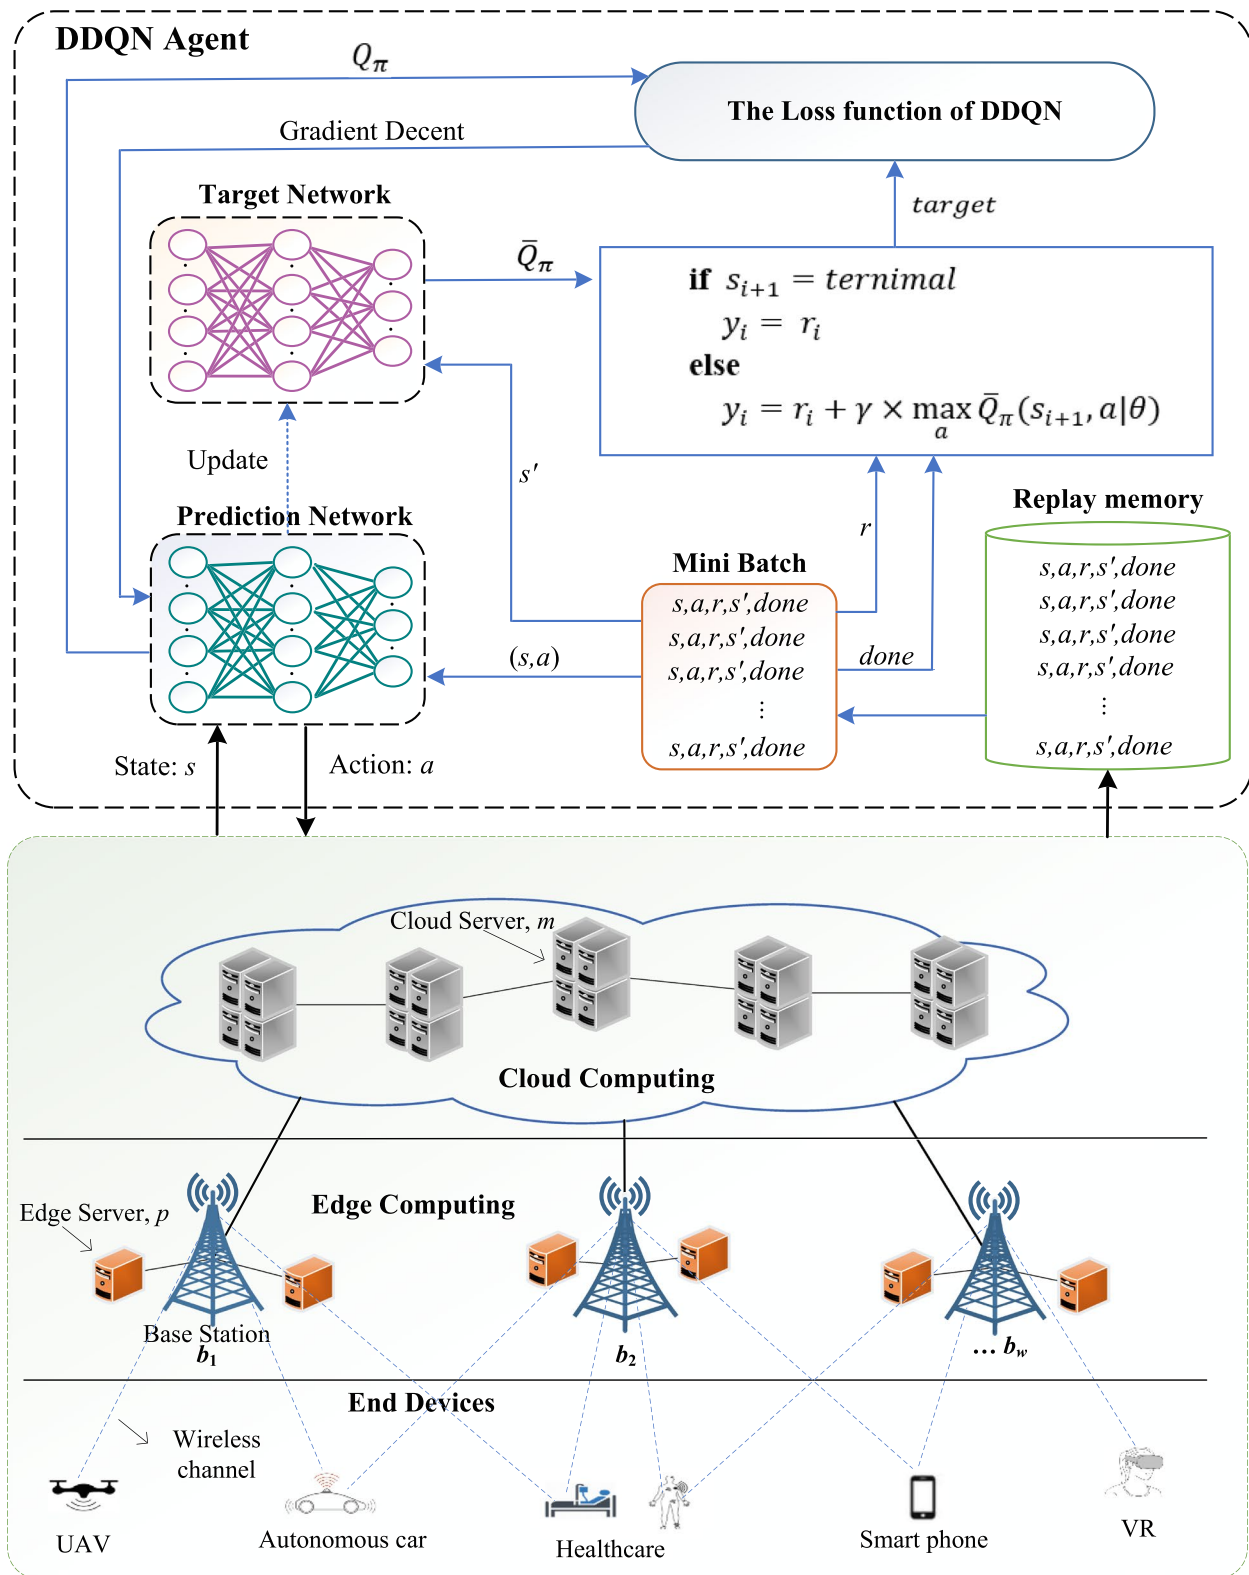 DDQN Agent
Qπ
The Loss function of DDQN
Gradient Decent
Target Network
target
Q̄π
if si+1 = ternimal
yi = ri
else
yi = ri + γ × max Q̄π(si+1, a|θ)
a
Update
s'
r
Replay memory
Prediction Network
Mini Batch
s,a,r,s',done
s,a,r,s',done
s,a,r,s',done
⋮
s,a,r,s',done
(s,a)
done
s,a,r,s',done
s,a,r,s',done
s,a,r,s',done
s,a,r,s',done
⋮
s,a,r,s',done
State: s
Action: a
Cloud Server, m
Cloud Computing
Edge Computing
Edge Server, p
Base Station
b1
b2
... bw
End Devices
Wireless
channel
UAV
Autonomous car
Healthcare
Smart phone
VR